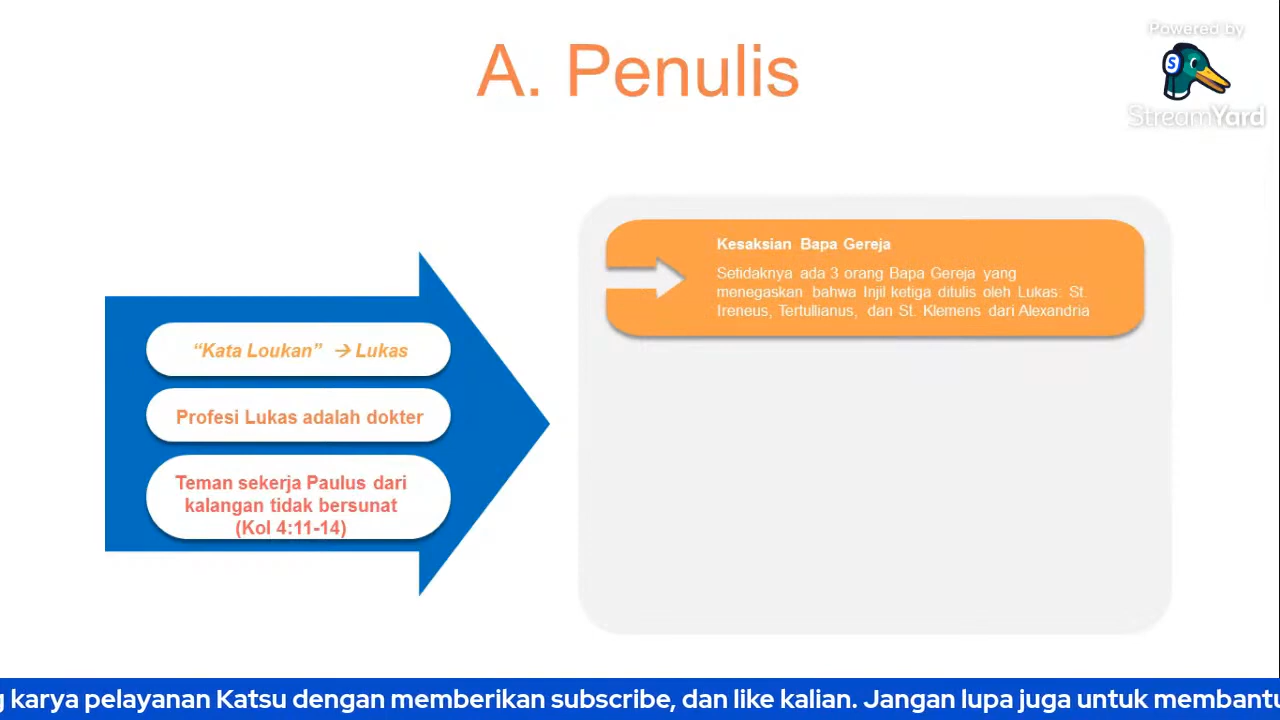 A. Penulis
Powered by
S
StreamYard
“Kata Loukan” → Lukas
Profesi Lukas adalah dokter
Teman sekerja Paulus dari
kalangan tidak bersunat
(Kol 4:11-14)
Kesaksian Bapa Gereja
Setidaknya ada 3 orang Bapa Gereja yang
menegaskan bahwa Injil ketiga ditulis oleh Lukas: St.
Ireneus, Tertullianus, dan St. Klemens dari Alexandria
g karya pelayanan Katsu dengan memberikan subscribe, dan like kalian. Jangan lupa juga untuk membantu